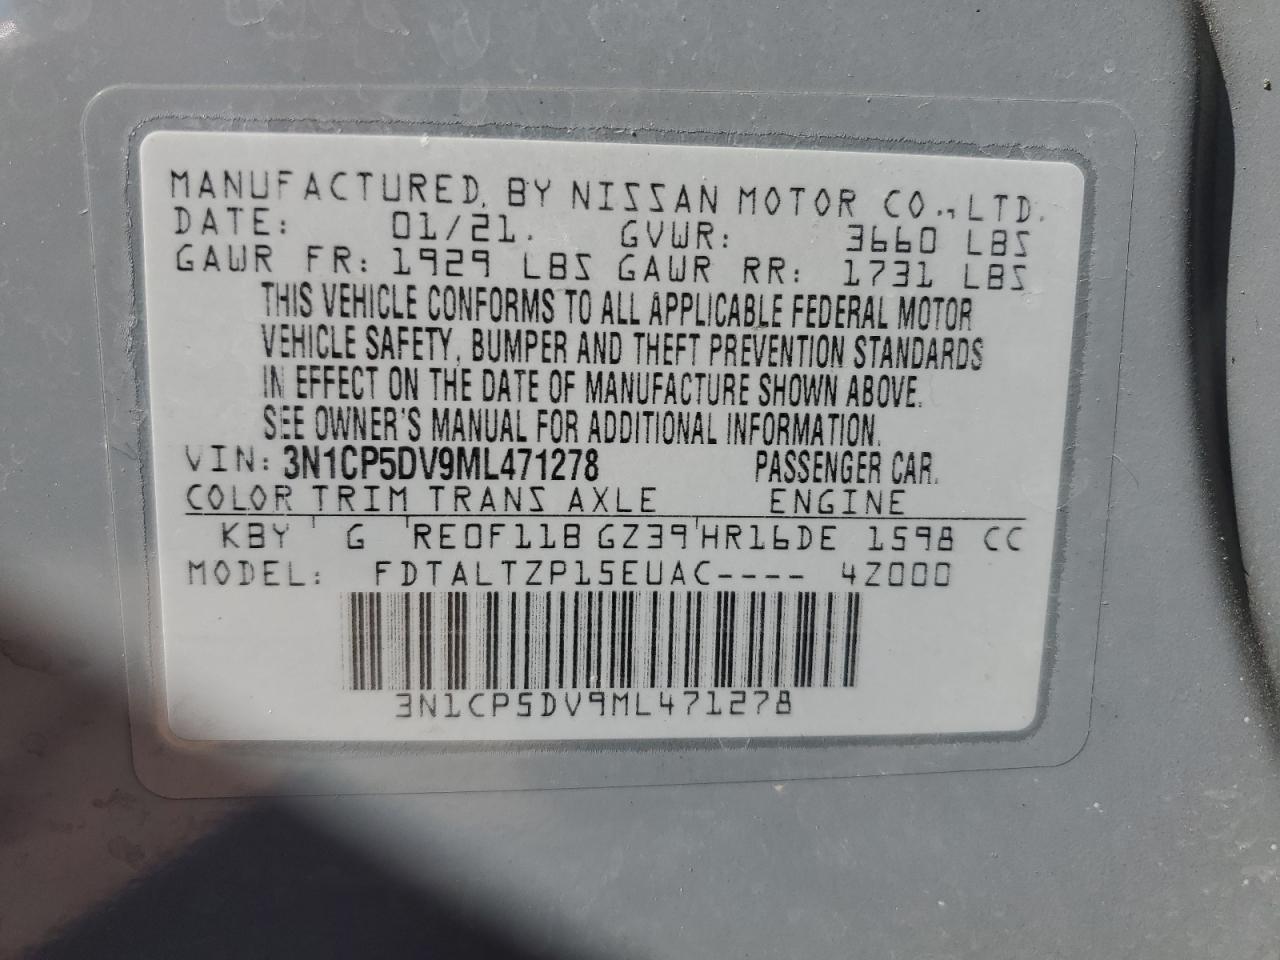 MANUFACTURED BY NISSAN MOTOR CO.,LTD.
DATE: 01/21. GVWR: 3660 LBS
GAWR FR: 1929 LBS GAWR RR: 1731 LBS
THIS VEHICLE CONFORMS TO ALL APPLICABLE FEDERAL MOTOR
VEHICLE SAFETY, BUMPER AND THEFT PREVENTION STANDARDS
IN EFFECT ON THE DATE OF MANUFACTURE SHOWN ABOVE.
SEE OWNER'S MANUAL FOR ADDITIONAL INFORMATION.
VIN: 3N1CP5DV9ML471278 PASSENGER CAR.
COLOR TRIM TRANS AXLE ENGINE
KBY G RE0F11B GZ39 HR16DE 1598 CC
MODEL: FDTALTZP15EUAC---- 4Z000
3N1CP5DV9ML471278